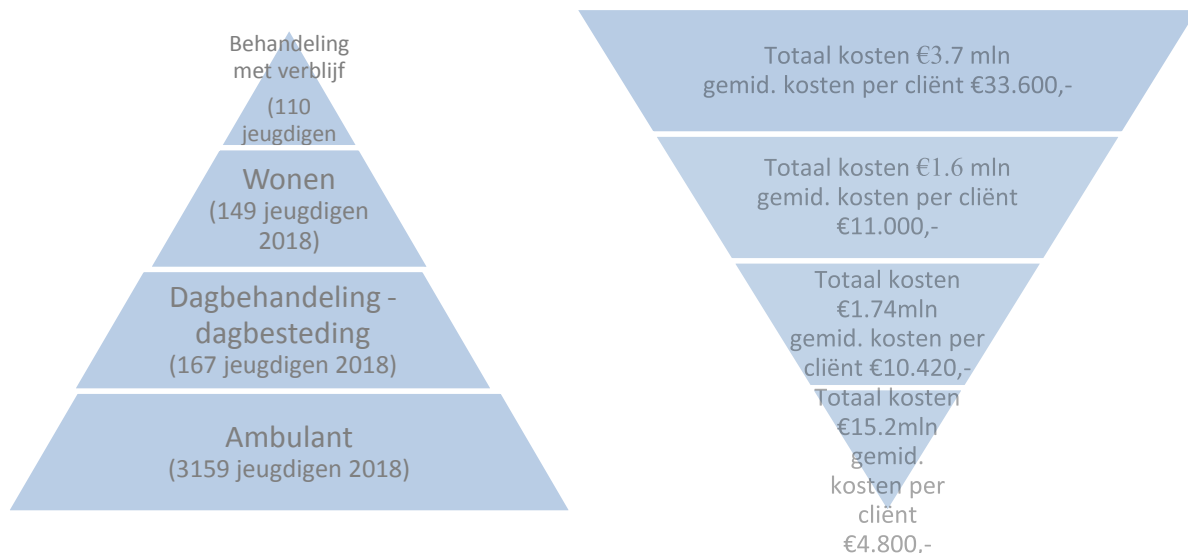 Behandeling
met verblijf
(110
jeugdigen
Wonen
(149 jeugdigen
2018)
Dagbehandeling -
dagbesteding
(167 jeugdigen 2018)
Ambulant
(3159 jeugdigen 2018)
Totaal kosten €3.7 mln
gemid. kosten per cliënt €33.600,-
Totaal kosten €1.6 mln
gemid. kosten per cliënt
€11.000,-
Totaal kosten
€1.74mln
gemid. kosten per
cliënt €10.420,-
Totaal kosten
€15.2mln
gemid.
kosten per
cliënt
€4.800,-